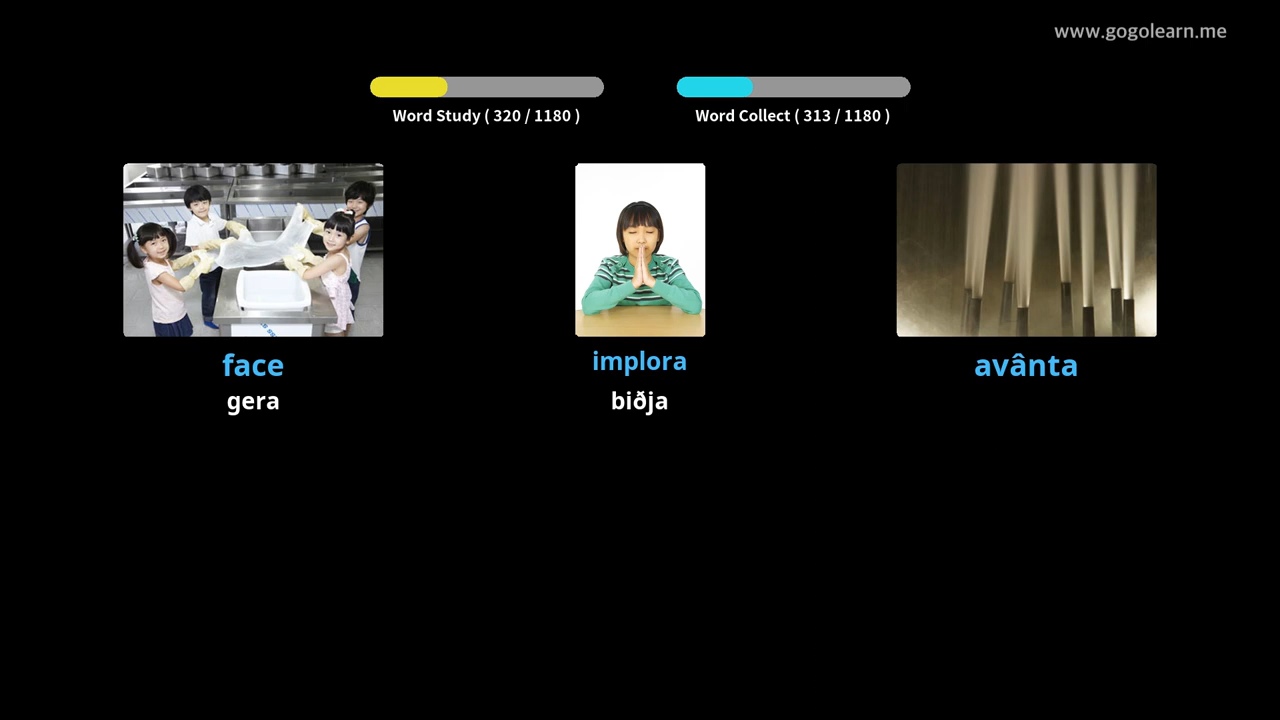 www.gogolearn.me
Word Study ( 320 / 1180 )
Word Collect ( 313 / 1180 )
face
gera
implora
biðja
avânta